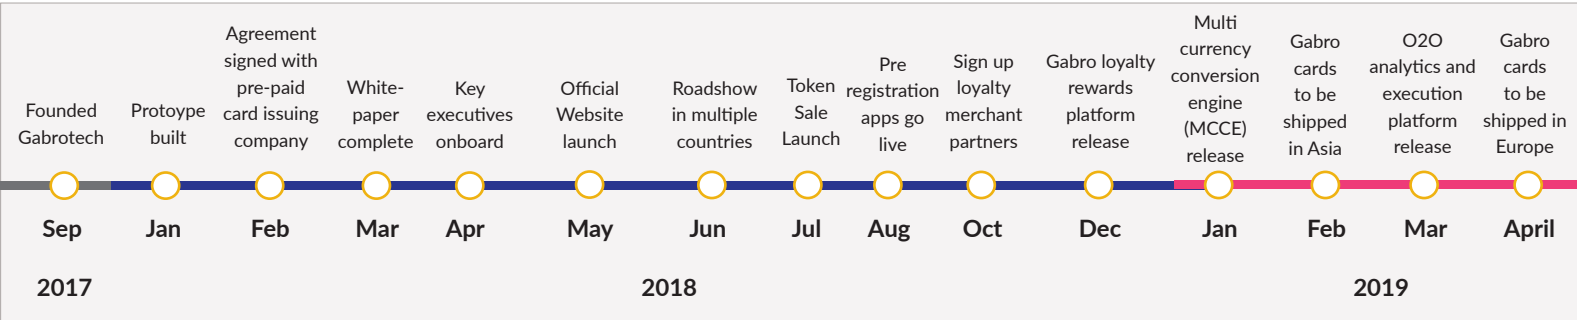 Founded
Gabrotech
Protoype
built
Agreement
signed with
pre-paid
card issuing
company
White-
paper
complete
Key
executives
onboard
Official
Website
launch
Roadshow
in multiple
countries
Token
Sale
Launch
Pre
registration
apps go
live
Sign up
loyalty
merchant
partners
Gabro loyalty
rewards
platform
release
Multi
currency
conversion
engine
(MCCE)
release
Gabro
cards
to be
shipped
in Asia
O2O
analytics and
execution
platform
release
Gabro
cards
to be
shipped in
Europe
Sep Jan Feb Mar Apr May Jun Jul Aug Oct Dec Jan Feb Mar April
2017 2018 2019